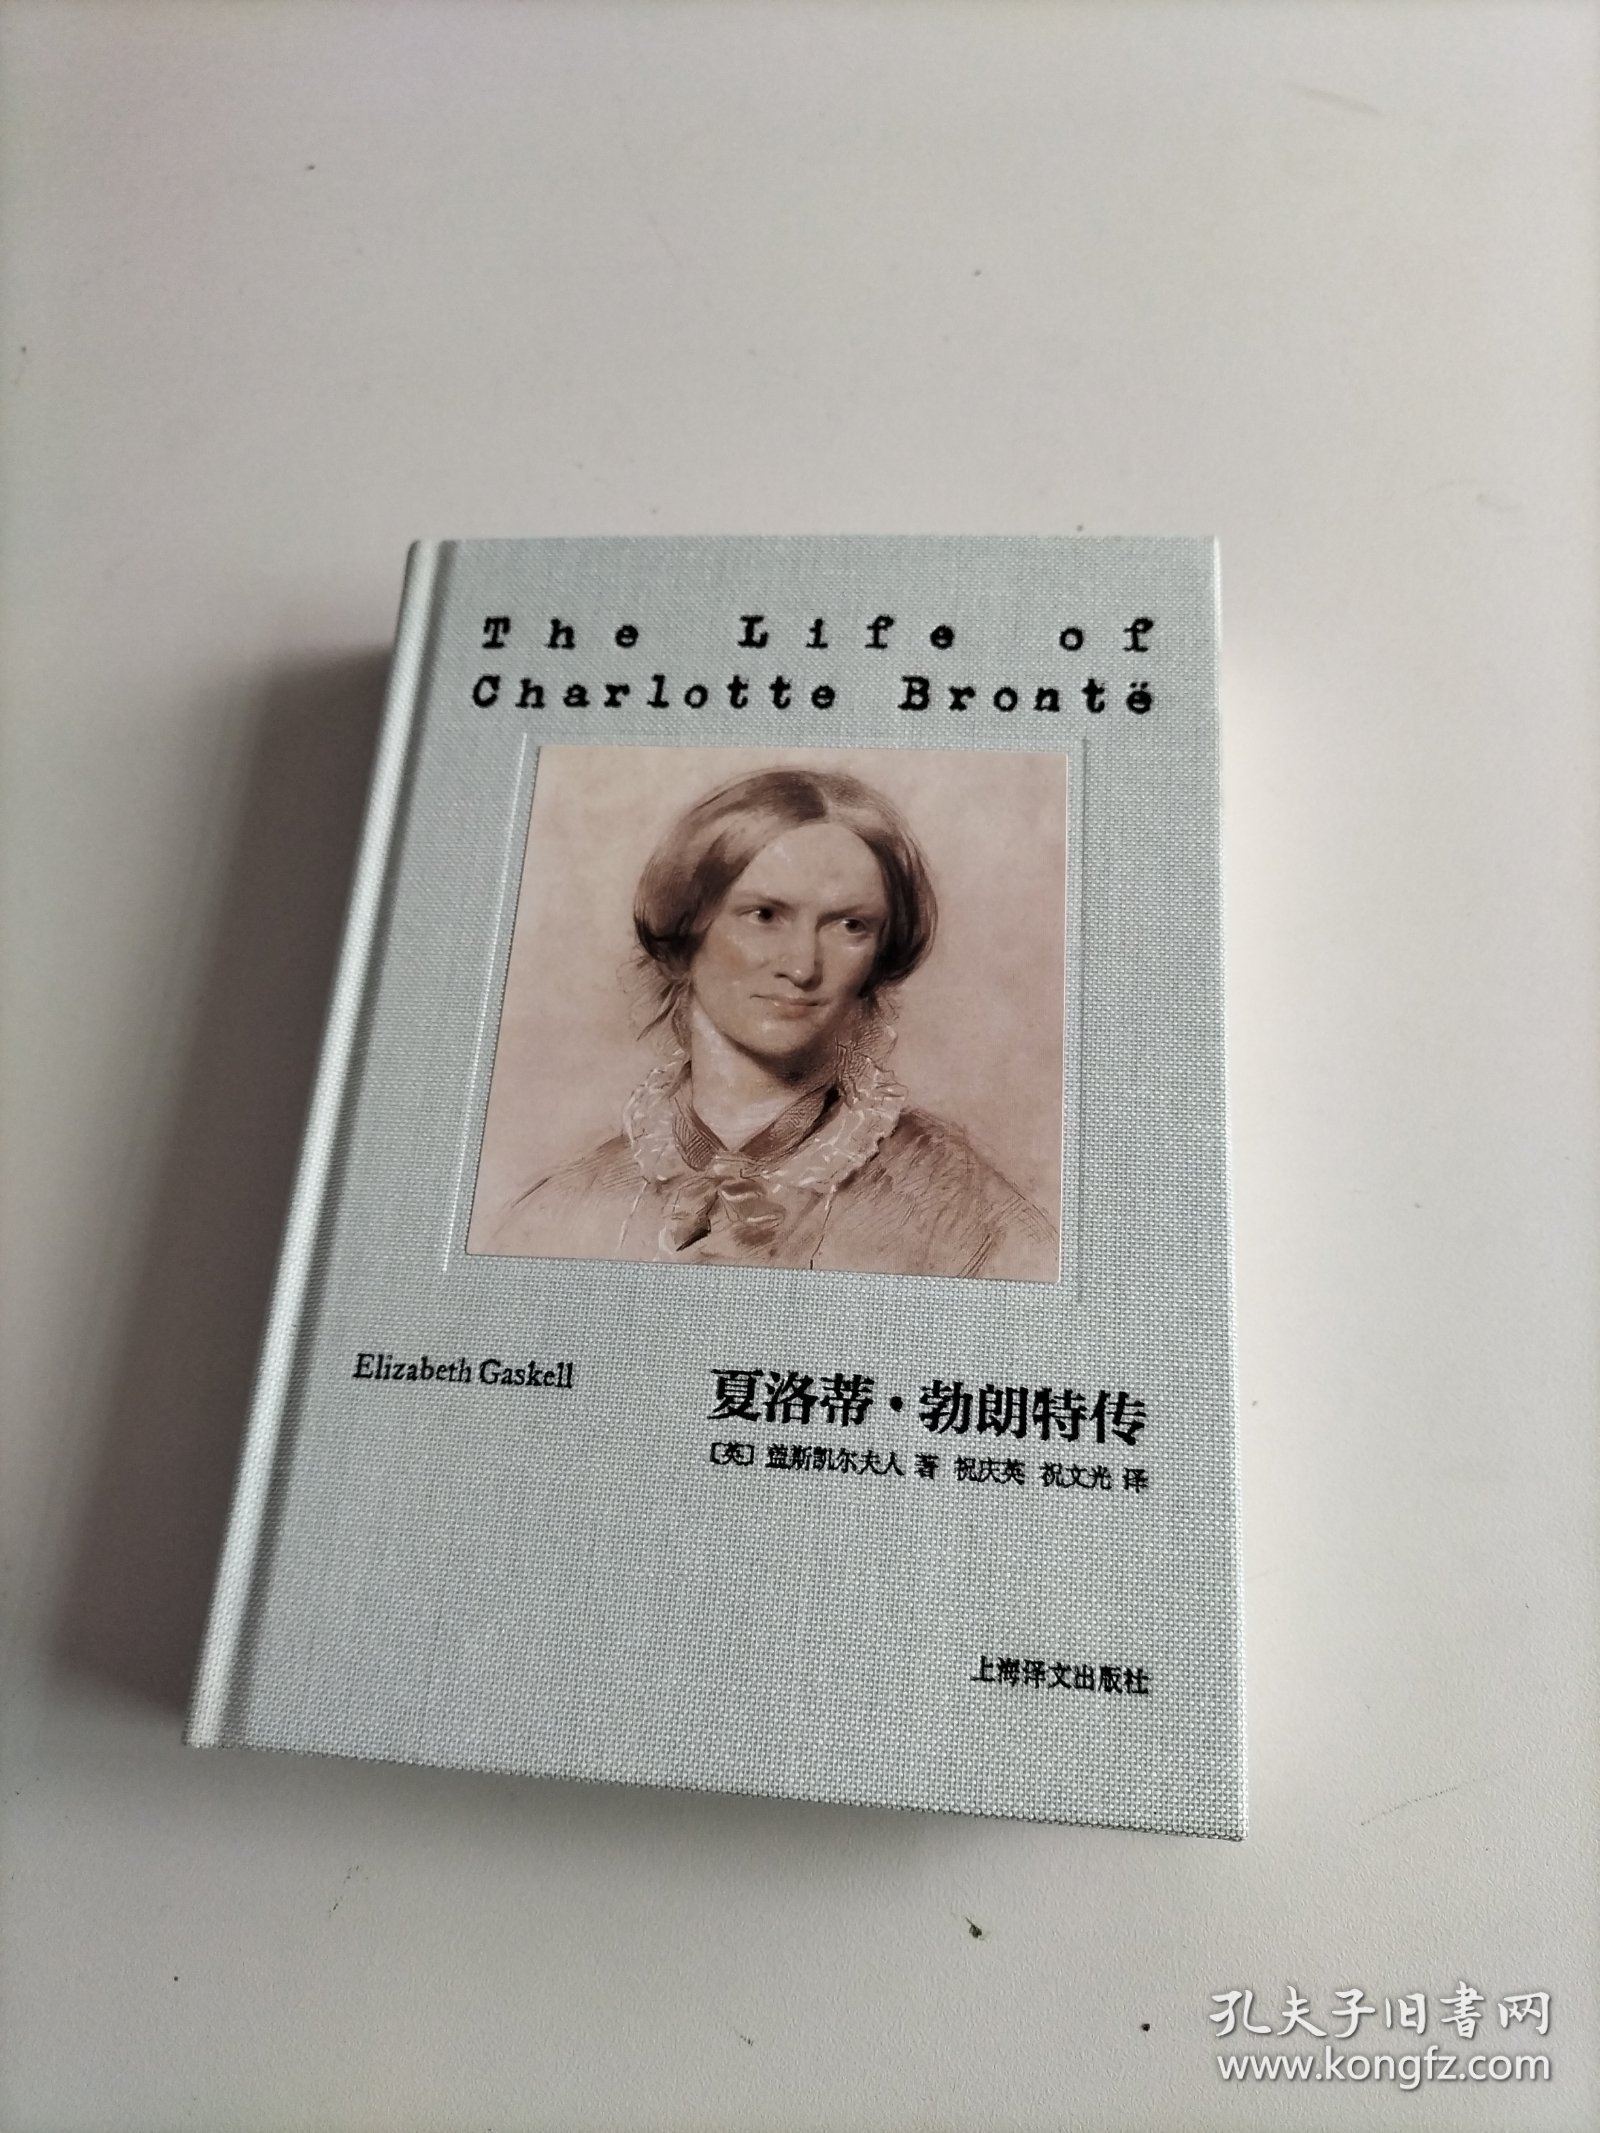 The Life of
Charlotte Brontë
Elizabeth Gaskell
夏洛蒂·勃朗特传
〔英〕盖斯凯尔夫人 著 祝庆英 祝文光 译
上海译文出版社
孔夫子旧书网
www.kongfz.com